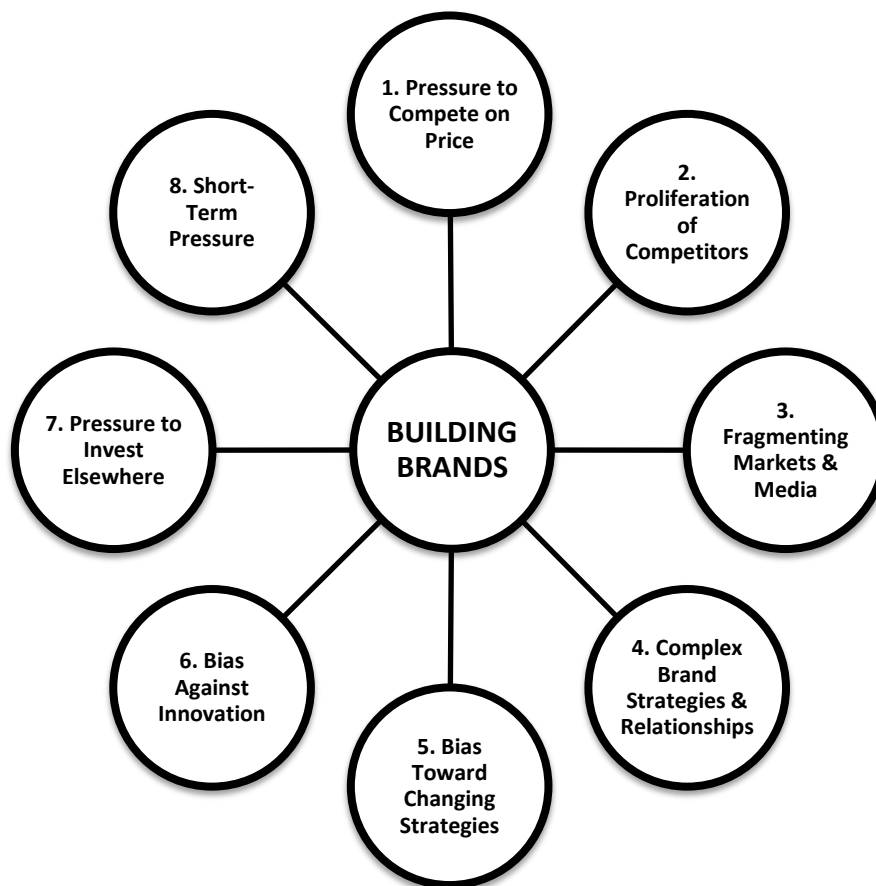 1. Pressure to
Compete on
Price
2.
Proliferation
of
Competitors
3.
Fragmenting
Markets &
Media
4. Complex
Brand
Strategies &
Relationships
5. Bias
Toward
Changing
Strategies
6. Bias
Against
Innovation
7. Pressure to
Invest
Elsewhere
8. Short-
Term
Pressure
BUILDING
BRANDS